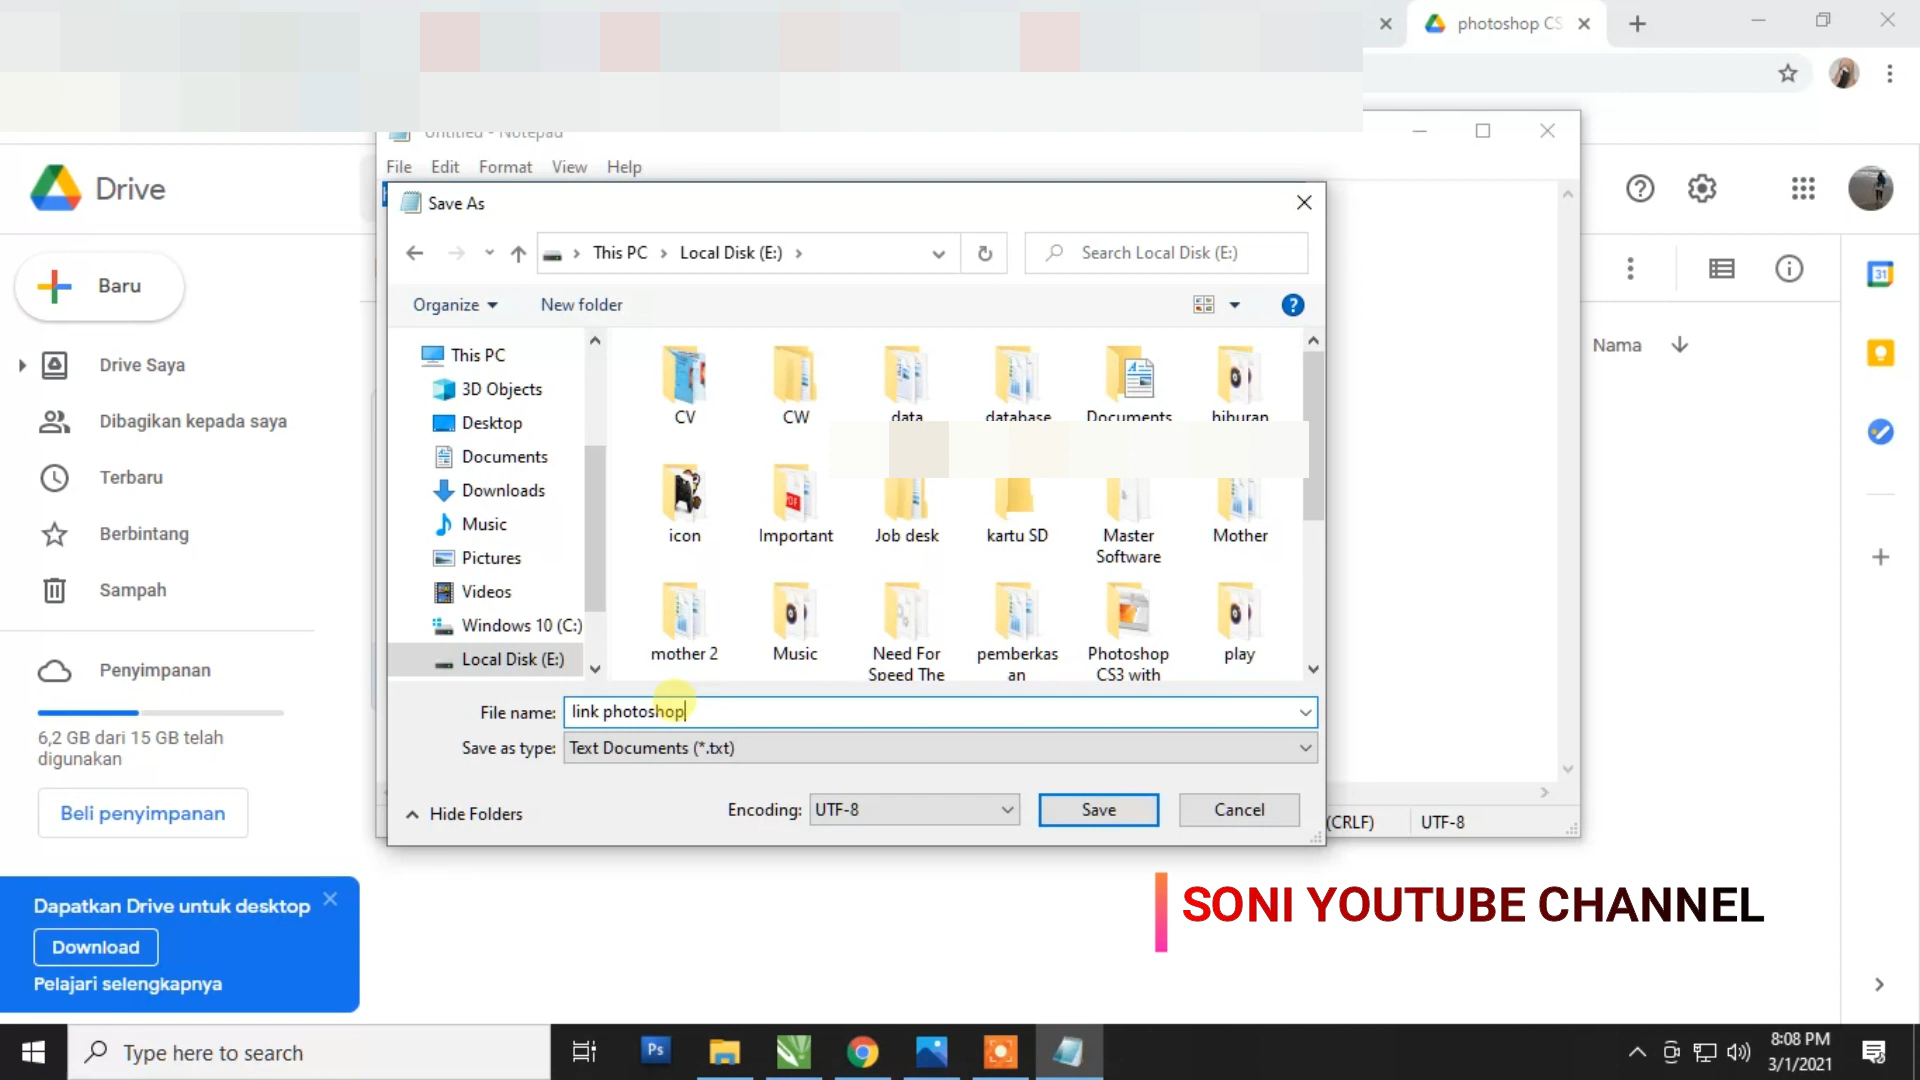 photoshop CS
Untitled - Notepad
File Edit Format View Help
Drive
Save As
This PC > Local Disk (E:) >
Search Local Disk (E:)
Baru
Organize
New folder
Nama
Drive Saya
Dibagikan kepada saya
Terbaru
Berbintang
Sampah
Penyimpanan
6,2 GB dari 15 GB telah
digunakan
Beli penyimpanan
This PC
3D Objects
Desktop
Documents
Downloads
Music
Pictures
Videos
Windows 10 (C:)
Local Disk (E:)
CV
CW
data
database
Documents
hiburan
icon
Important
Job desk
kartu SD
Master
Software
Mother
mother 2
Music
Need For
Speed The
pemberkas
an
Photoshop
CS3 with
play
File name: link photoshop
Save as type: Text Documents (*.txt)
Hide Folders
Encoding: UTF-8
Save
Cancel
(CRLF)
UTF-8
Dapatkan Drive untuk desktop
Download
Pelajari selengkapnya
SONI YOUTUBE CHANNEL
Type here to search
Ps
31
PDF
8:08 PM
3/1/2021